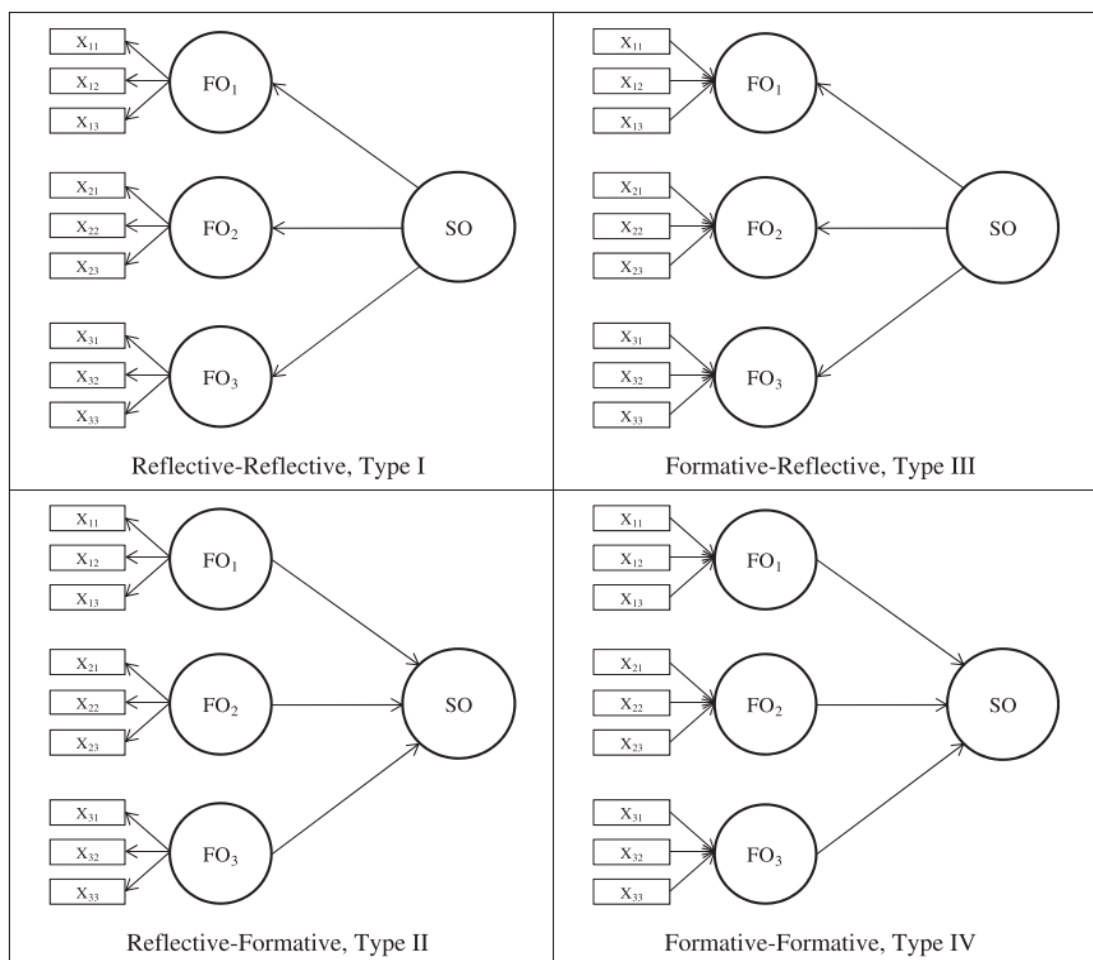 X₁₁
X₁₂
FO₁
X₁₃
X₂₁
X₂₂
FO₂
SO
X₂₃
X₃₁
X₃₂
FO₃
X₃₃
Reflective-Reflective, Type I
X₁₁
X₁₂
FO₁
X₁₃
X₂₁
X₂₂
FO₂
SO
X₂₃
X₃₁
X₃₂
FO₃
X₃₃
Formative-Reflective, Type III
X₁₁
X₁₂
FO₁
X₁₃
X₂₁
X₂₂
FO₂
SO
X₂₃
X₃₁
X₃₂
FO₃
X₃₃
Reflective-Formative, Type II
X₁₁
X₁₂
FO₁
X₁₃
X₂₁
X₂₂
FO₂
SO
X₂₃
X₃₁
X₃₂
FO₃
X₃₃
Formative-Formative, Type IV